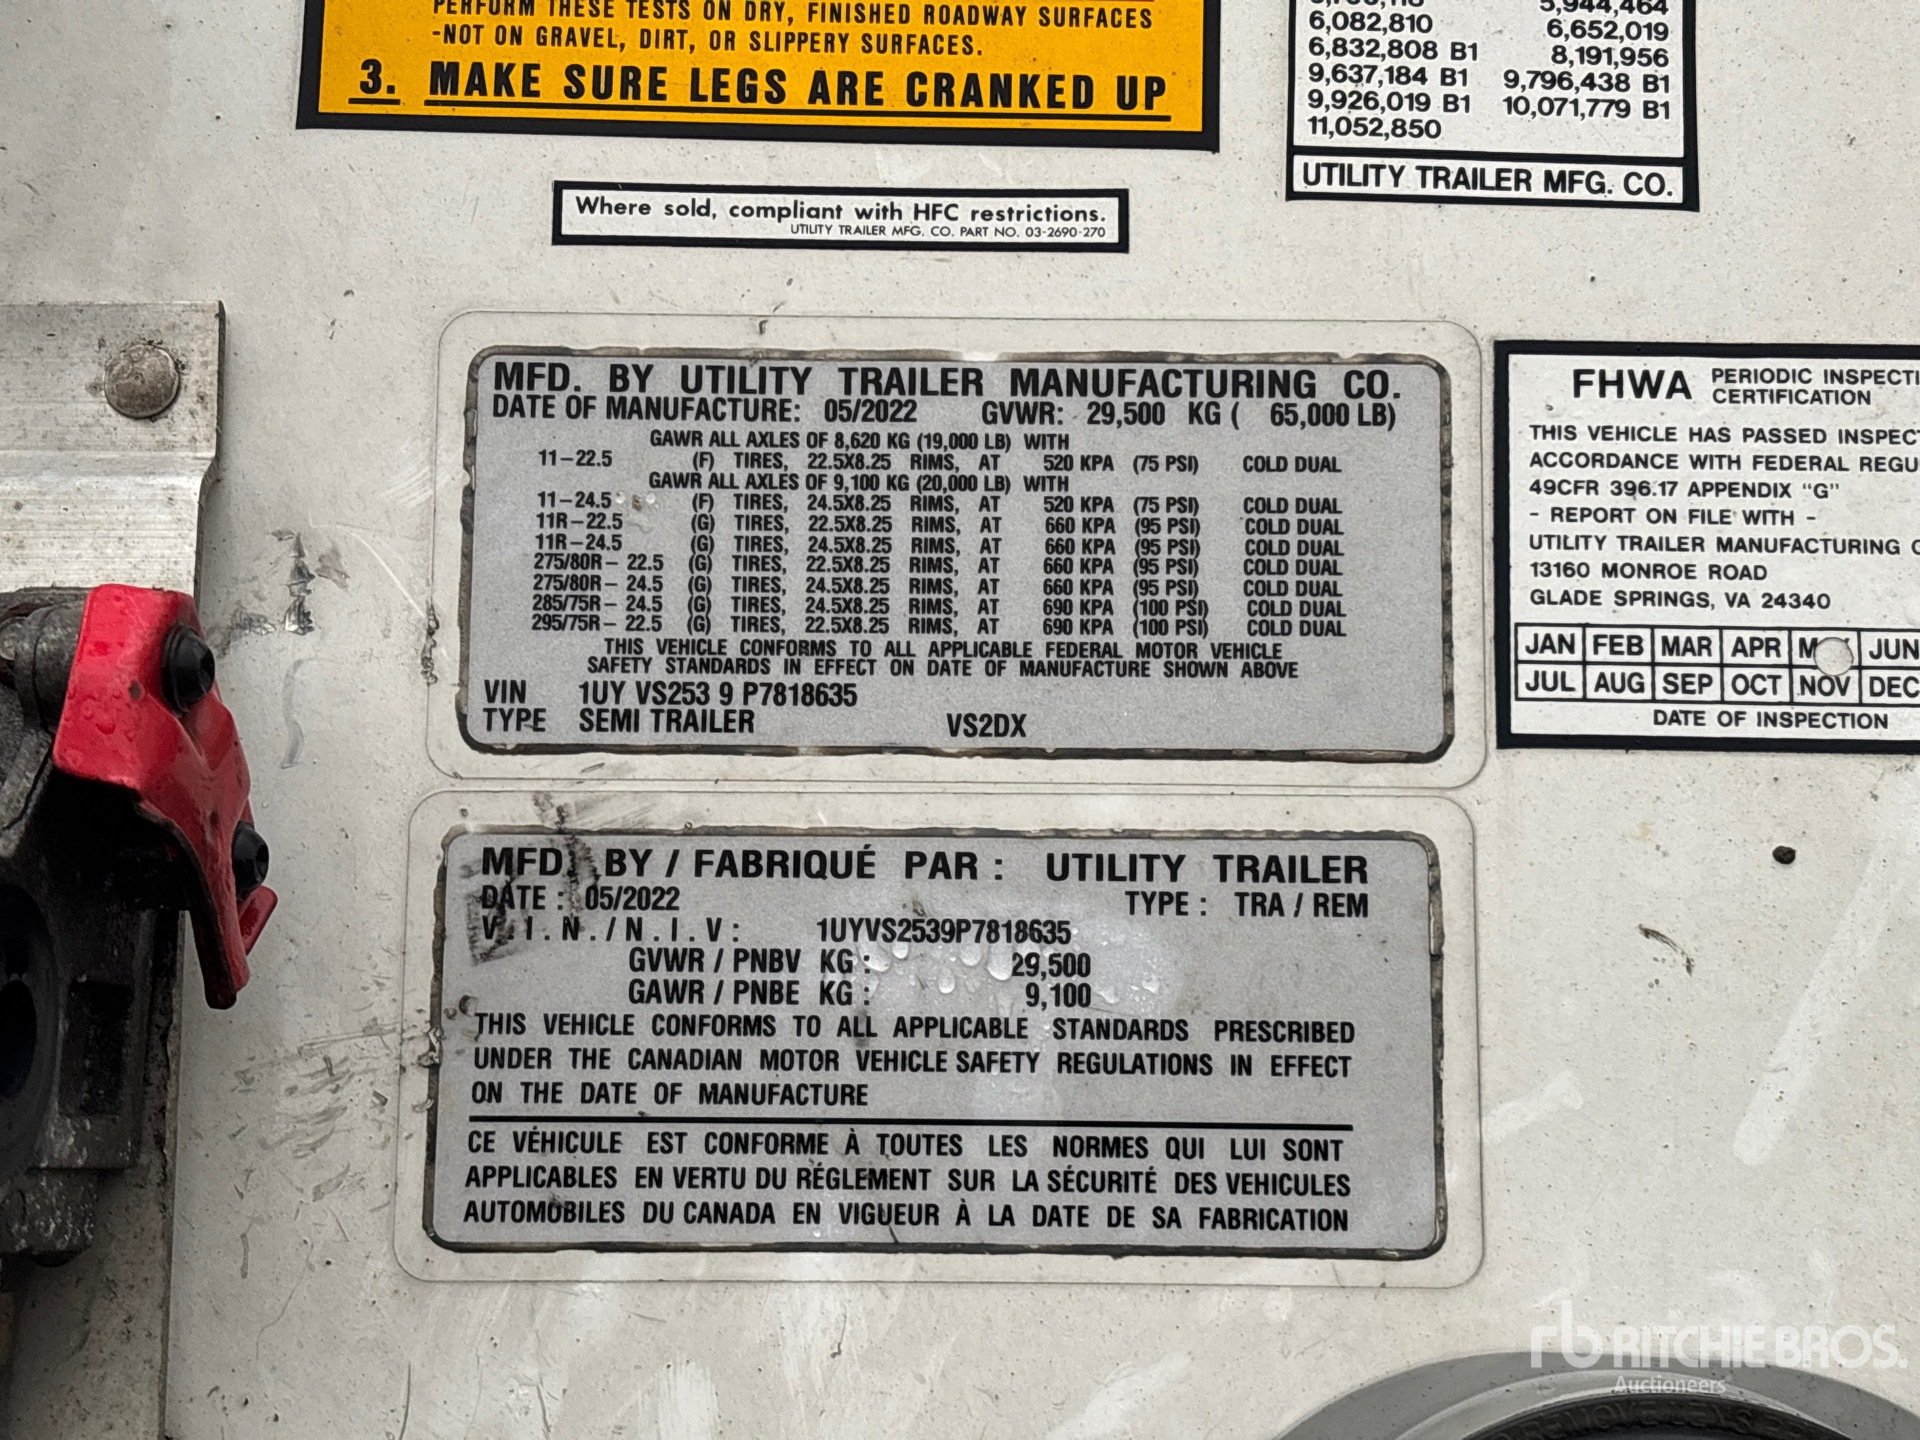 PERFORM THESE TESTS ON DRY, FINISHED ROADWAY SURFACES
-NOT ON GRAVEL, DIRT, OR SLIPPERY SURFACES.
3. MAKE SURE LEGS ARE CRANKED UP
5,944,464
6,082,810 6,652,019
6,832,808 B1 8,191,956
9,637,184 B1 9,796,438 B1
9,926,019 B1 10,071,779 B1
11,052,850
UTILITY TRAILER MFG. CO.
Where sold, compliant with HFC restrictions.
UTILITY TRAILER MFG. CO. PART NO. 03-2690-270
MFD. BY UTILITY TRAILER MANUFACTURING CO.
DATE OF MANUFACTURE: 05/2022 GVWR: 29,500 KG ( 65,000 LB)
GAWR ALL AXLES OF 8,620 KG (19,000 LB) WITH
11-22.5 (F) TIRES, 22.5X8.25 RIMS, AT 520 KPA (75 PSI) COLD DUAL
GAWR ALL AXLES OF 9,100 KG (20,000 LB) WITH
11-24.5 (F) TIRES, 24.5X8.25 RIMS, AT 520 KPA (75 PSI) COLD DUAL
11R-22.5 (G) TIRES, 22.5X8.25 RIMS, AT 660 KPA (95 PSI) COLD DUAL
11R-24.5 (G) TIRES, 24.5X8.25 RIMS, AT 660 KPA (95 PSI) COLD DUAL
275/80R- 22.5 (G) TIRES, 22.5X8.25 RIMS, AT 660 KPA (95 PSI) COLD DUAL
275/80R- 24.5 (G) TIRES, 24.5X8.25 RIMS, AT 660 KPA (95 PSI) COLD DUAL
285/75R- 24.5 (G) TIRES, 24.5X8.25 RIMS, AT 690 KPA (100 PSI) COLD DUAL
295/75R- 22.5 (G) TIRES, 22.5X8.25 RIMS, AT 690 KPA (100 PSI) COLD DUAL
THIS VEHICLE CONFORMS TO ALL APPLICABLE FEDERAL MOTOR VEHICLE
SAFETY STANDARDS IN EFFECT ON DATE OF MANUFACTURE SHOWN ABOVE
VIN 1UY VS253 9 P7818635
TYPE SEMI TRAILER VS2DX
FHWA PERIODIC INSPECTI
CERTIFICATION
THIS VEHICLE HAS PASSED INSPECT
ACCORDANCE WITH FEDERAL REGU
49CFR 396.17 APPENDIX "G"
- REPORT ON FILE WITH -
UTILITY TRAILER MANUFACTURING C
13160 MONROE ROAD
GLADE SPRINGS, VA 24340
JAN FEB MAR APR M JUN
JUL AUG SEP OCT NOV DEC
DATE OF INSPECTION
MFD. BY / FABRIQUÉ PAR : UTILITY TRAILER
DATE : 05/2022 TYPE : TRA / REM
V.I.N./N.I.V: 1UYVS2539P7818635
GVWR / PNBV KG : 29,500
GAWR / PNBE KG : 9,100
THIS VEHICLE CONFORMS TO ALL APPLICABLE STANDARDS PRESCRIBED
UNDER THE CANADIAN MOTOR VEHICLE SAFETY REGULATIONS IN EFFECT
ON THE DATE OF MANUFACTURE
CE VÉHICULE EST CONFORME À TOUTES LES NORMES QUI LUI SONT
APPLICABLES EN VERTU DU RÉGLEMENT SUR LA SÉCURITÉ DES VEHICULES
AUTOMOBILES DU CANADA EN VIGUEUR À LA DATE DE SA FABRICATION
rb RITCHIE BROS.
Auctioneers